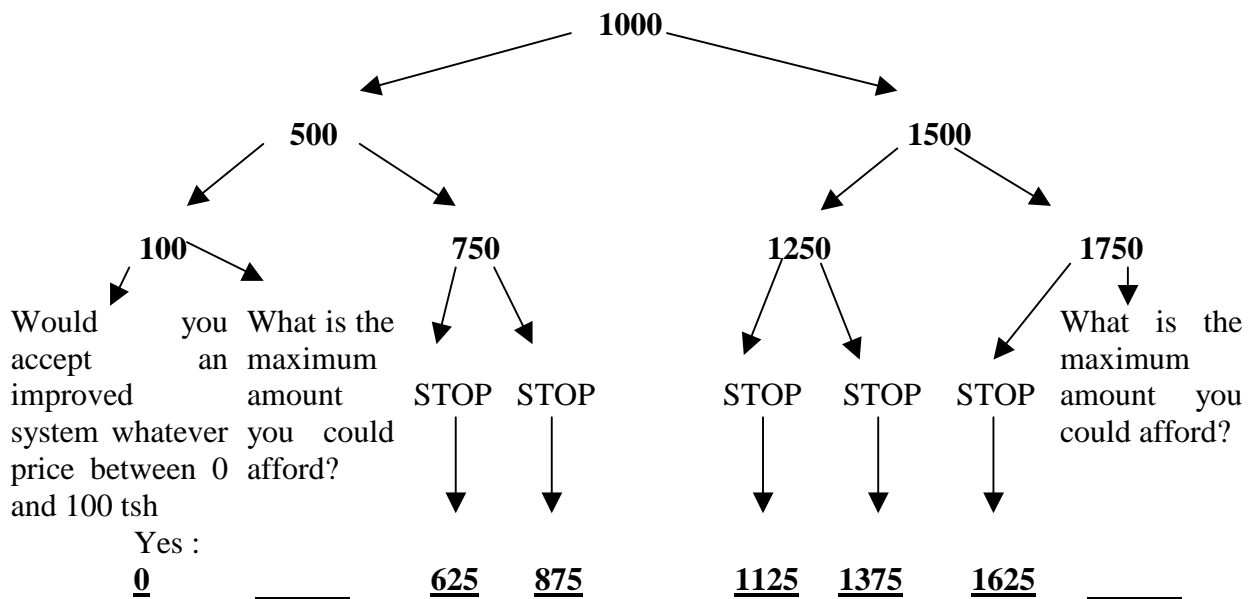 1000
500 1500
100 750 1250 1750
Would you
accept an
improved
system whatever
price between 0
and 100 tsh
What is the
maximum
amount
you could
afford?
STOP STOP STOP STOP STOP
What is the
maximum
amount you
could afford?
Yes :
0 625 875 1125 1375 1625